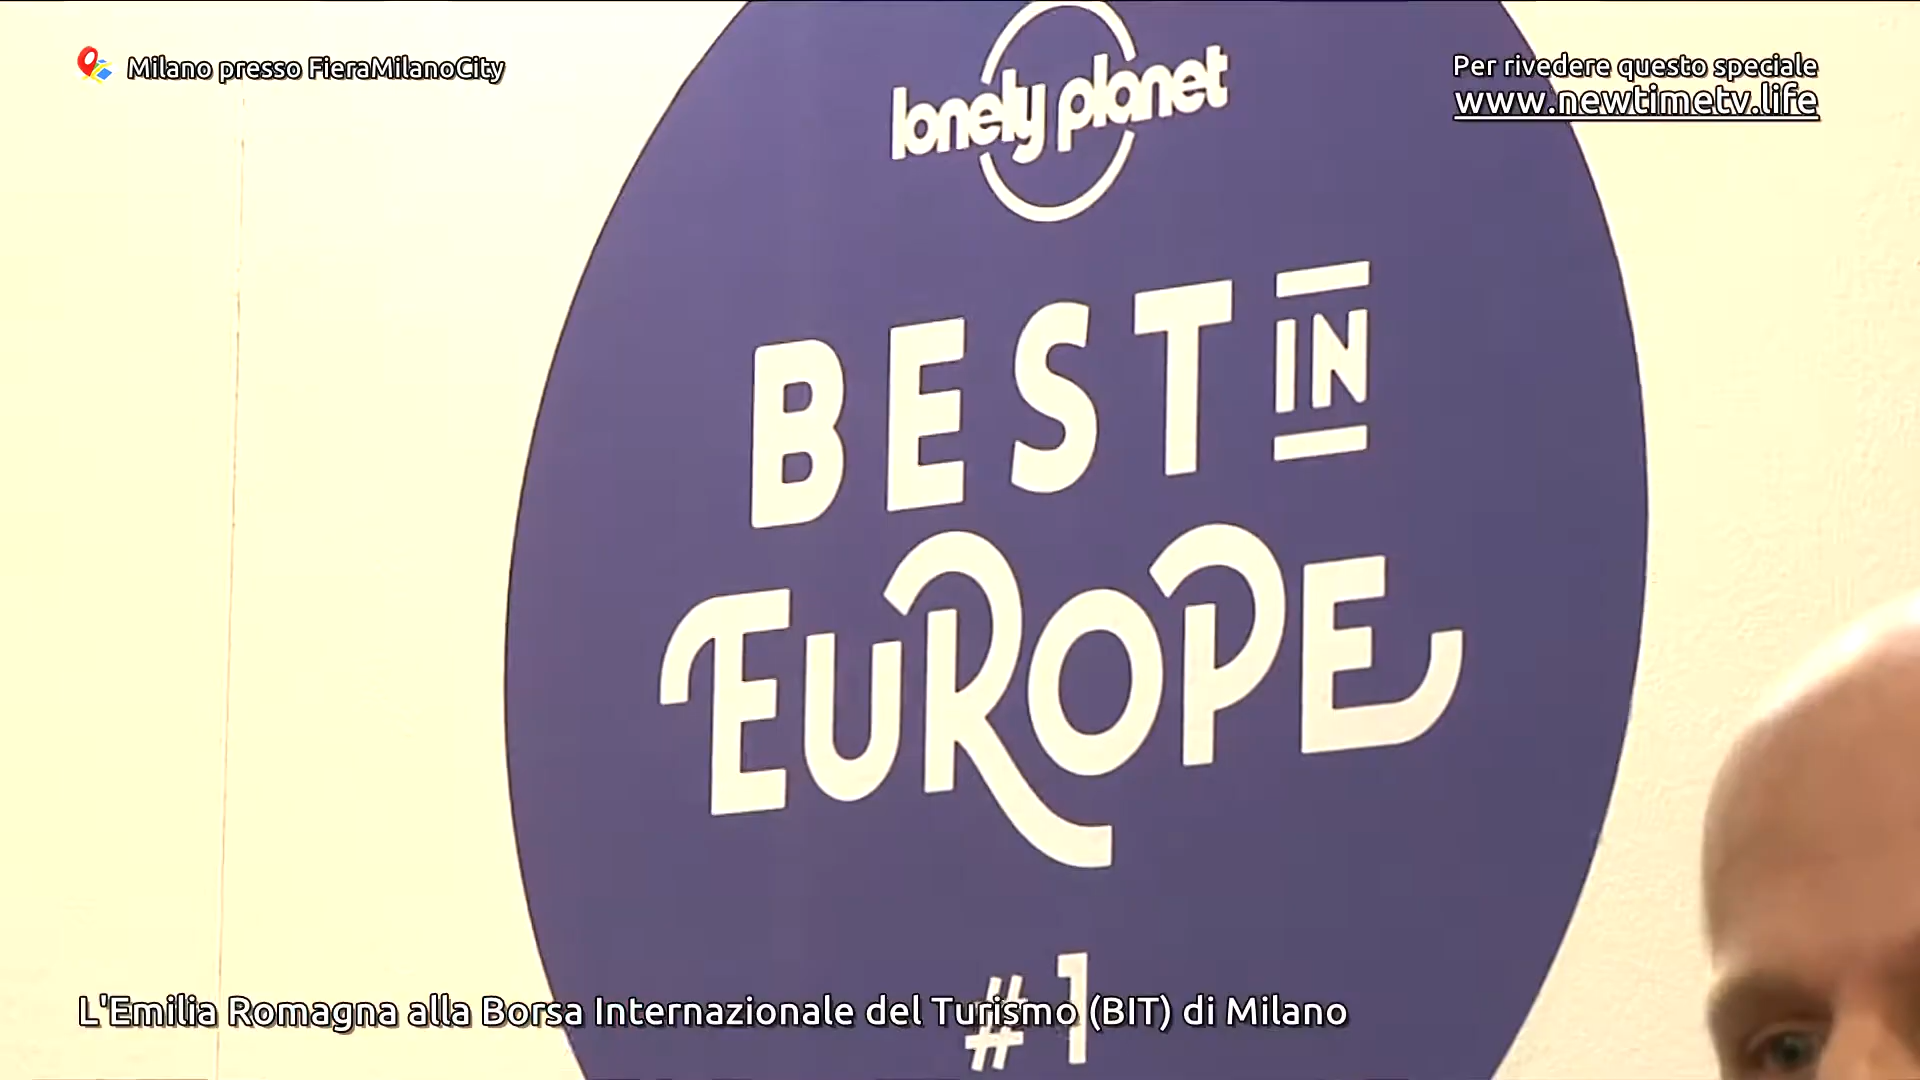 Milano presso FieraMilanoCity
Per rivedere questo speciale
www.newtimetv.life
lonely planet
BEST IN
EUROPE
#1
L'Emilia Romagna alla Borsa Internazionale del Turismo (BIT) di Milano